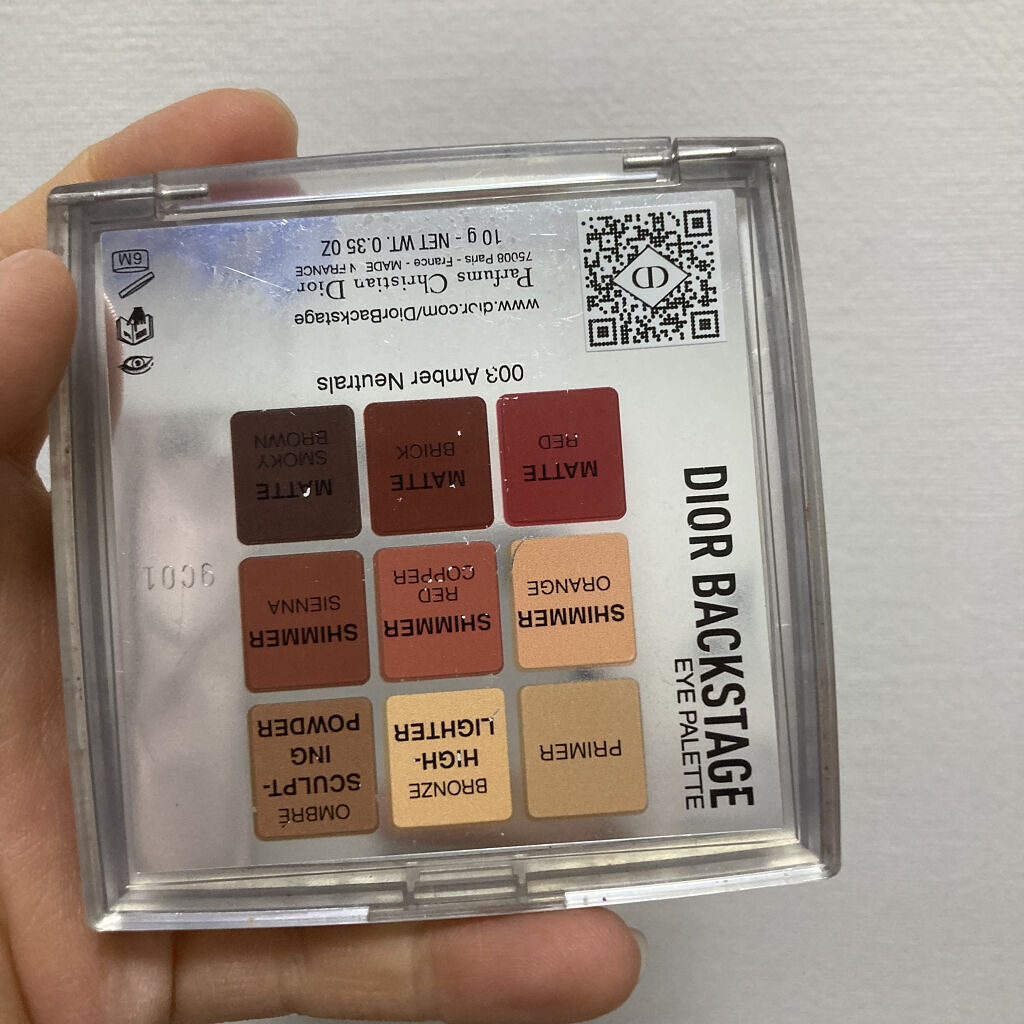 DIOR BACKSTAGE
EYE PALETTE
PRIMER
BRONZE
HIGH-
LIGHTER
OMBRÉ
SCULPT-
ING
POWDER
SHIMMER
ORANGE
SHIMMER
RED
COPPER
SHIMMER
SIENNA
MATTE
RED
MATTE
BRICK
MATTE
SMOKY
BROWN
003 Amber Neutrals
www.dior.com/DiorBackstage
Parfums Christian Dior
75008 Paris - France - MADE IN FRANCE
10 g - NET WT. 0.35 OZ
6M
9C01